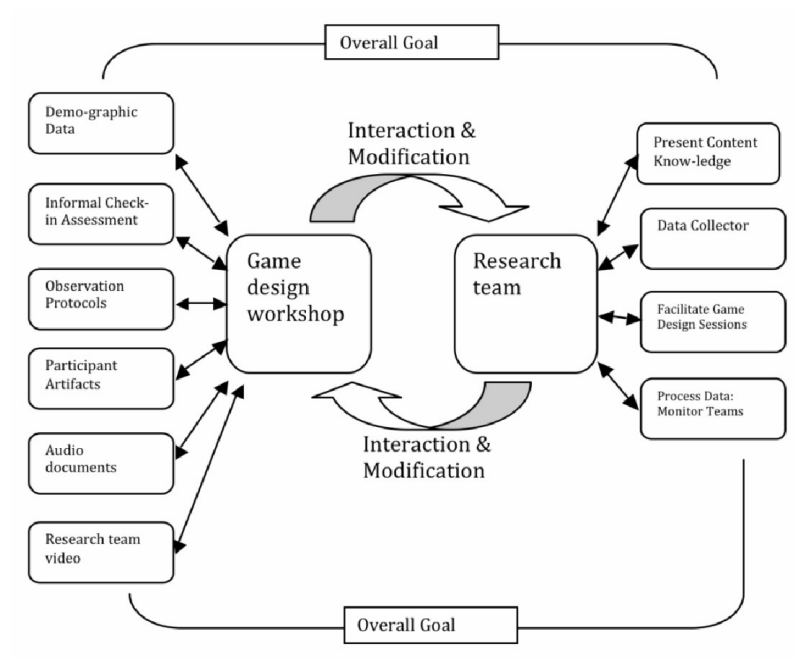 Overall Goal
Demo-graphic
Data
Informal Check-
in Assessment
Observation
Protocols
Participant
Artifacts
Audio
documents
Research team
video
Interaction &
Modification
Game
design
workshop
Research
team
Interaction &
Modification
Present Content
Know-ledge
Data Collector
Facilitate Game
Design Sessions
Process Data:
Monitor Teams
Overall Goal